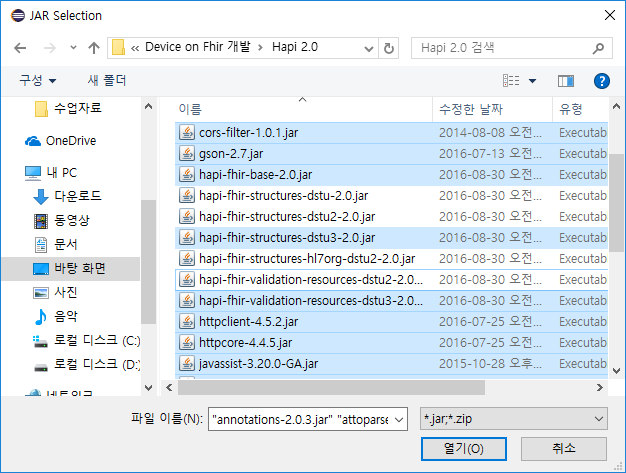 JAR Selection
« Device on Fhir 개발 > Hapi 2.0
Hapi 2.0 검색
구성
새 폴더
수업자료
OneDrive
내 PC
다운로드
동영상
문서
바탕 화면
사진
음악
로컬 디스크 (C:)
로컬 디스크 (D:)
네트워크
이름 수정한 날짜 유형
cors-filter-1.0.1.jar 2014-08-08 오전... Executab
gson-2.7.jar 2016-07-13 오전... Executab
hapi-fhir-base-2.0.jar 2016-08-30 오전... Executab
hapi-fhir-structures-dstu-2.0.jar 2016-08-30 오전... Executab
hapi-fhir-structures-dstu2-2.0.jar 2016-08-30 오전... Executab
hapi-fhir-structures-dstu3-2.0.jar 2016-08-30 오전... Executab
hapi-fhir-structures-hl7org-dstu2-2.0.jar 2016-08-30 오전... Executab
hapi-fhir-validation-resources-dstu2-2.0... 2016-08-30 오전... Executab
hapi-fhir-validation-resources-dstu3-2.0... 2016-08-30 오전... Executab
httpclient-4.5.2.jar 2016-07-25 오전... Executab
httpcore-4.4.5.jar 2016-07-25 오전... Executab
javassist-3.20.0-GA.jar 2015-10-28 오후... Executab
파일 이름(N): "annotations-2.0.3.jar" "attoparse
*.jar;*.zip
열기(O)
취소